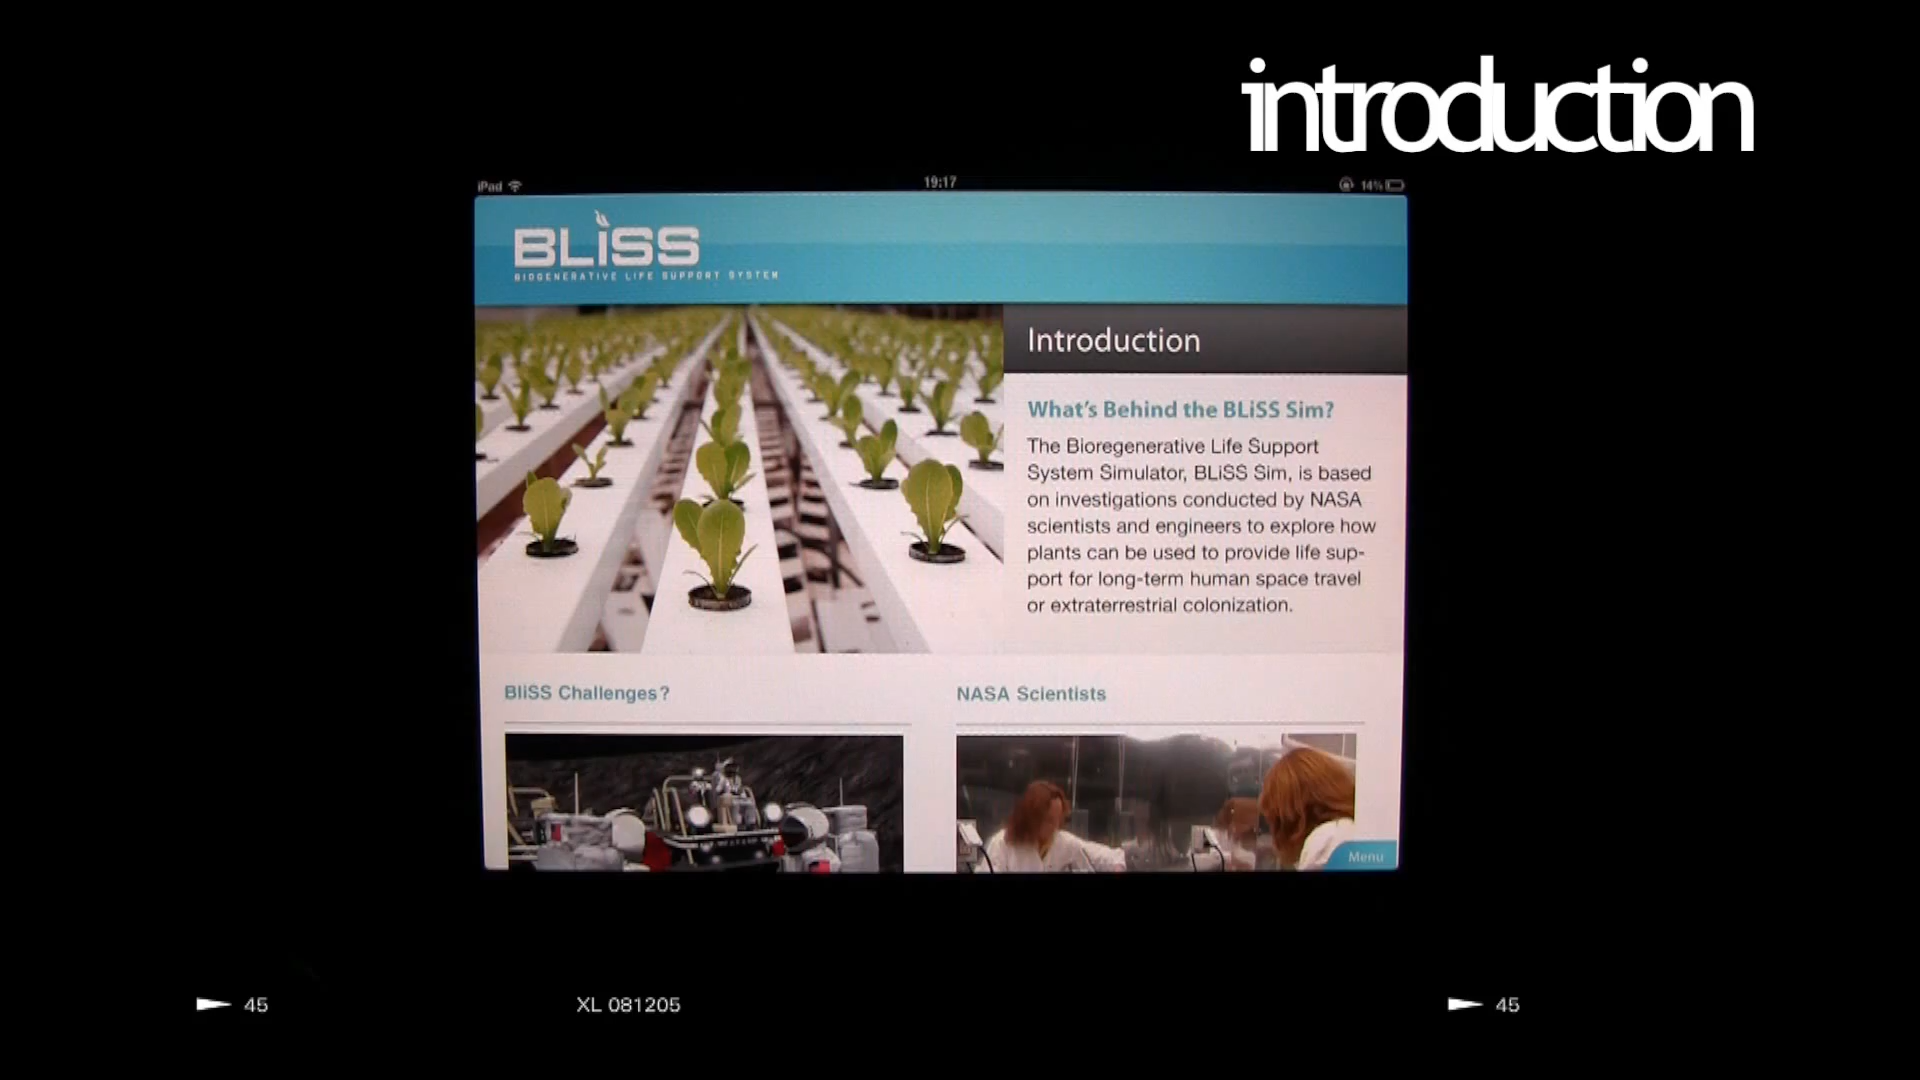 introduction
iPad
19:17
14%
BLiSS
BIOGENERATIVE LIFE SUPPORT SYSTEM
Introduction
What's Behind the BLiSS Sim?
The Bioregenerative Life Support
System Simulator, BLiSS Sim, is based
on investigations conducted by NASA
scientists and engineers to explore how
plants can be used to provide life sup-
port for long-term human space travel
or extraterrestrial colonization.
BliSS Challenges?
NASA Scientists
Menu
45
XL 081205
45